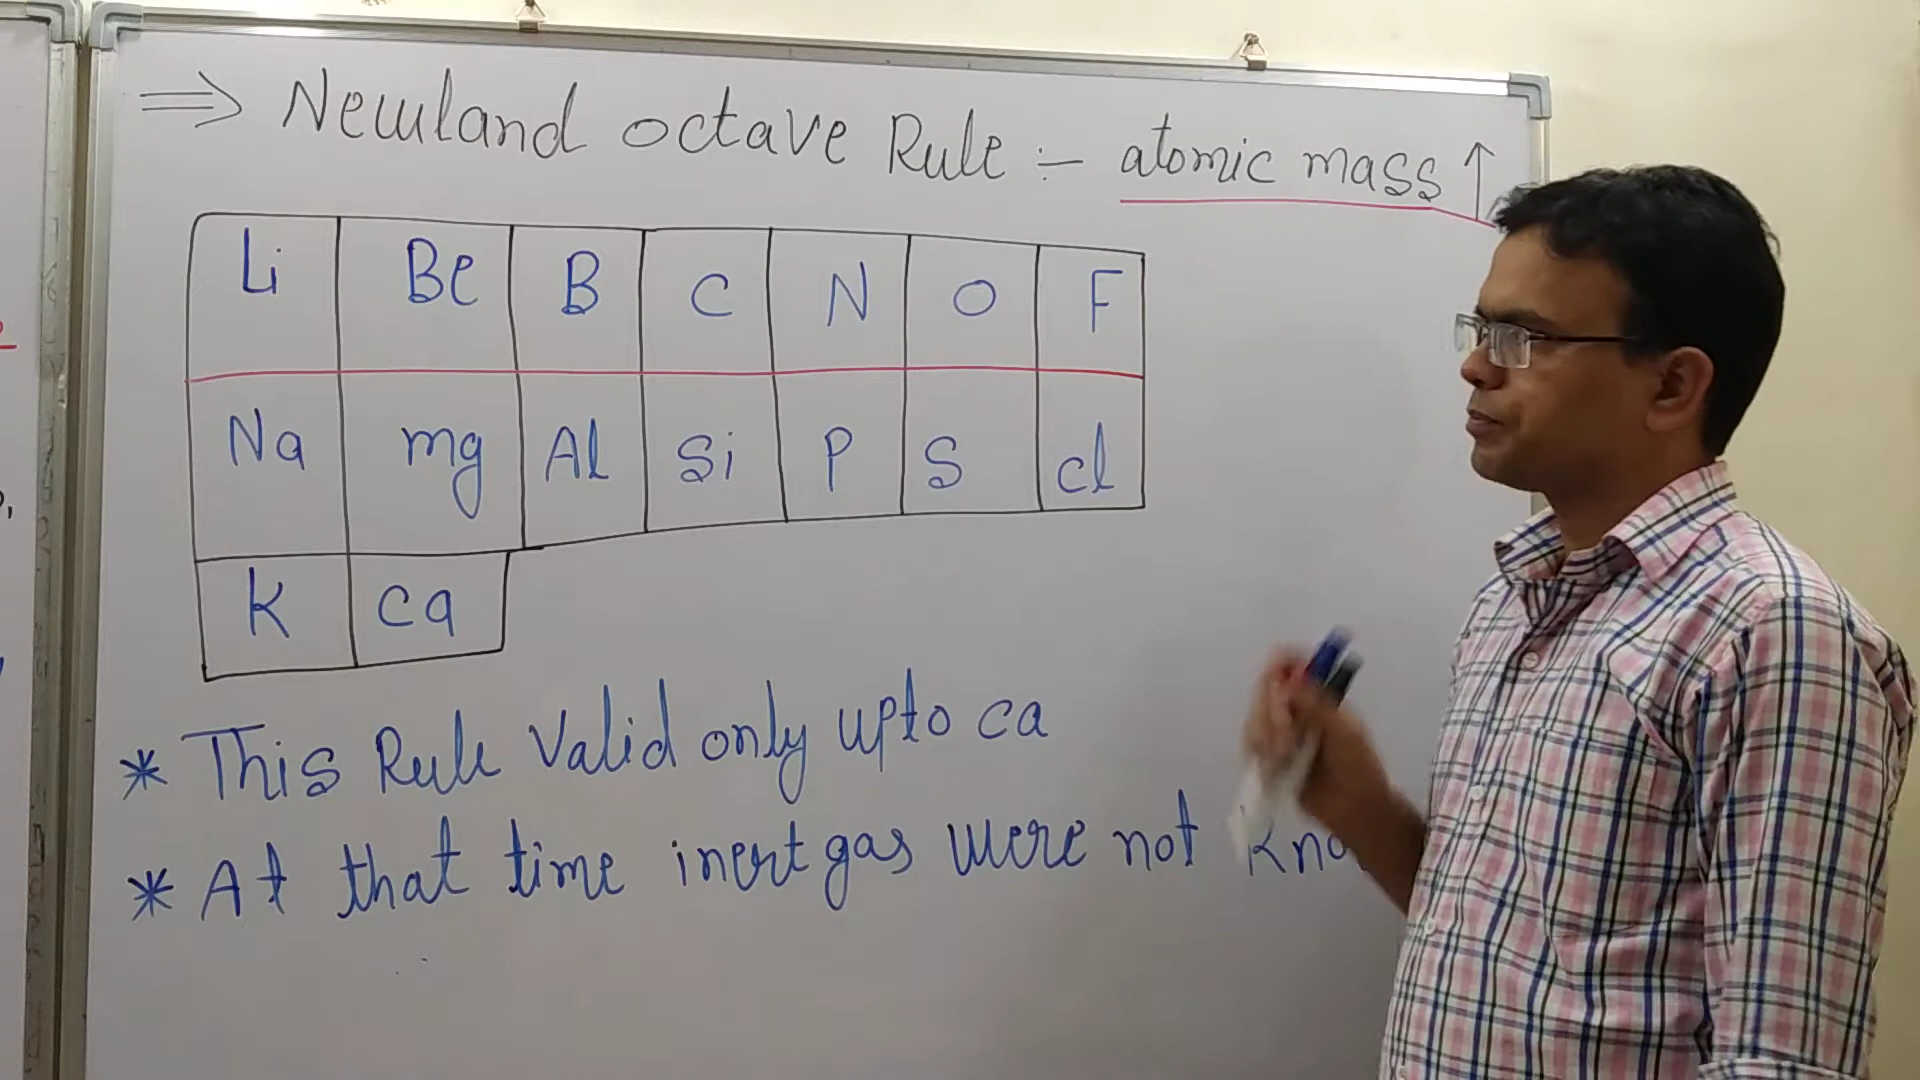 ⇒ Newland octave Rule :- atomic mass ↑
Li Be B C N O F
Na mg Al Si P S cl
K ca
* This Rule Valid only upto ca
* At that time inert gas were not